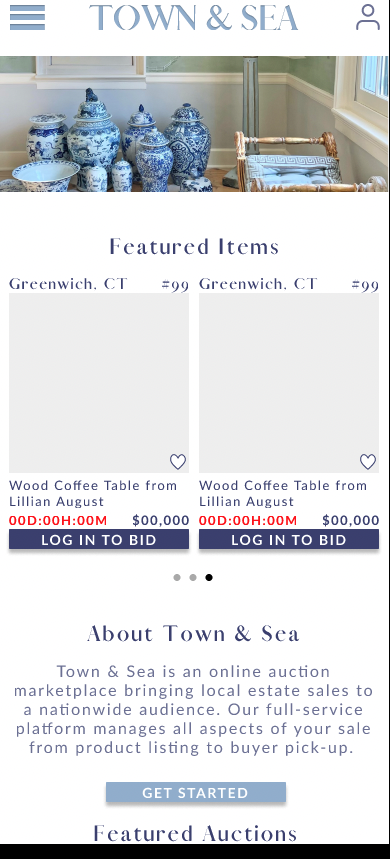 TOWN & SEA
Featured Items
Greenwich, CT #99 Greenwich, CT #99
Wood Coffee Table from Wood Coffee Table from
Lillian August Lillian August
00D:00H:00M $00,000 00D:00H:00M $00,000
LOG IN TO BID LOG IN TO BID
About Town & Sea
Town & Sea is an online auction
marketplace bringing local estate sales to
a nationwide audience. Our full-service
platform manages all aspects of your sale
from product listing to buyer pick-up.
GET STARTED
Featured Auctions